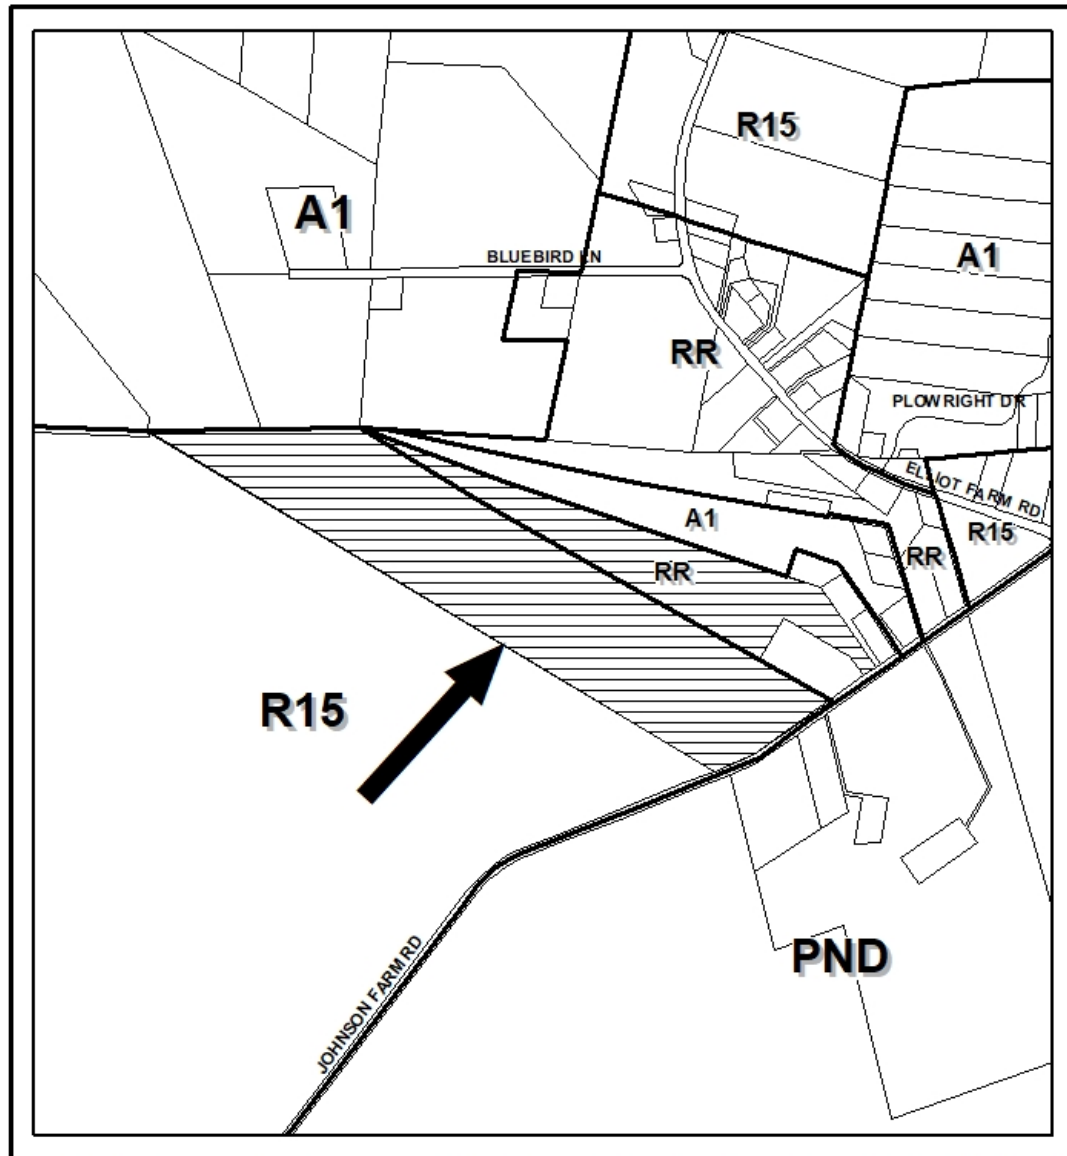 R15
A1
BLUEBIRD LN
A1
RR
PLOWRIGHT DR
ELLIOT FARM RD
A1
R15
RR
RR
R15
PND
JOHNSON FARM RD